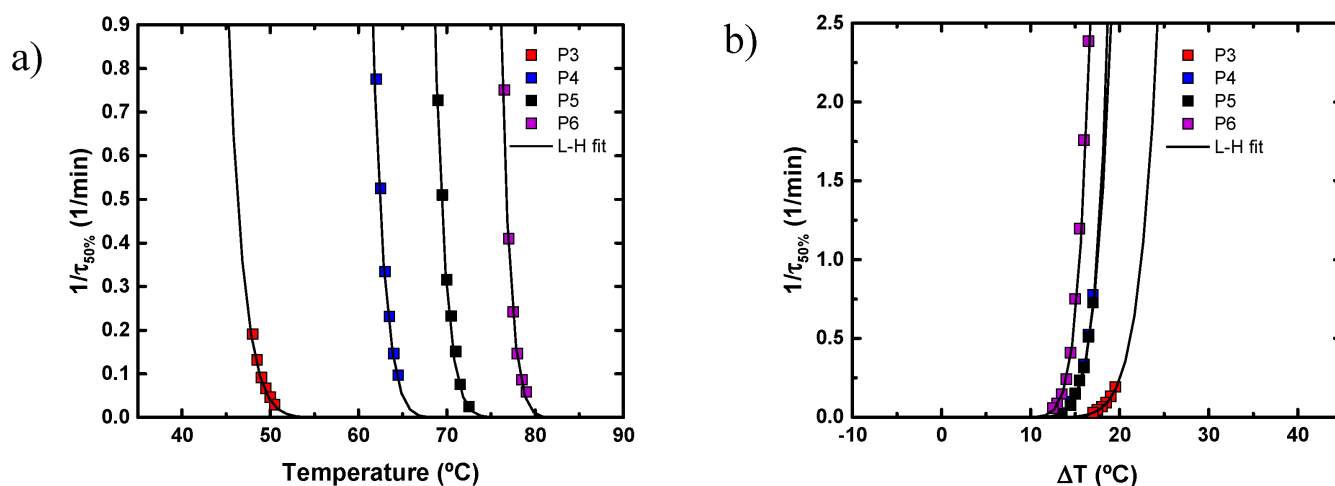 a)
0.9
0.8
0.7
0.6
0.5
0.4
0.3
0.2
0.1
0.0
1/τ50% (1/min)
P3
P4
P5
P6
L-H fit
40 50 60 70 80 90
Temperature (ºC)
b)
2.5
2.0
1.5
1.0
0.5
0.0
1/τ50% (1/min)
P3
P4
P5
P6
L-H fit
-10 0 10 20 30 40
ΔT (ºC)